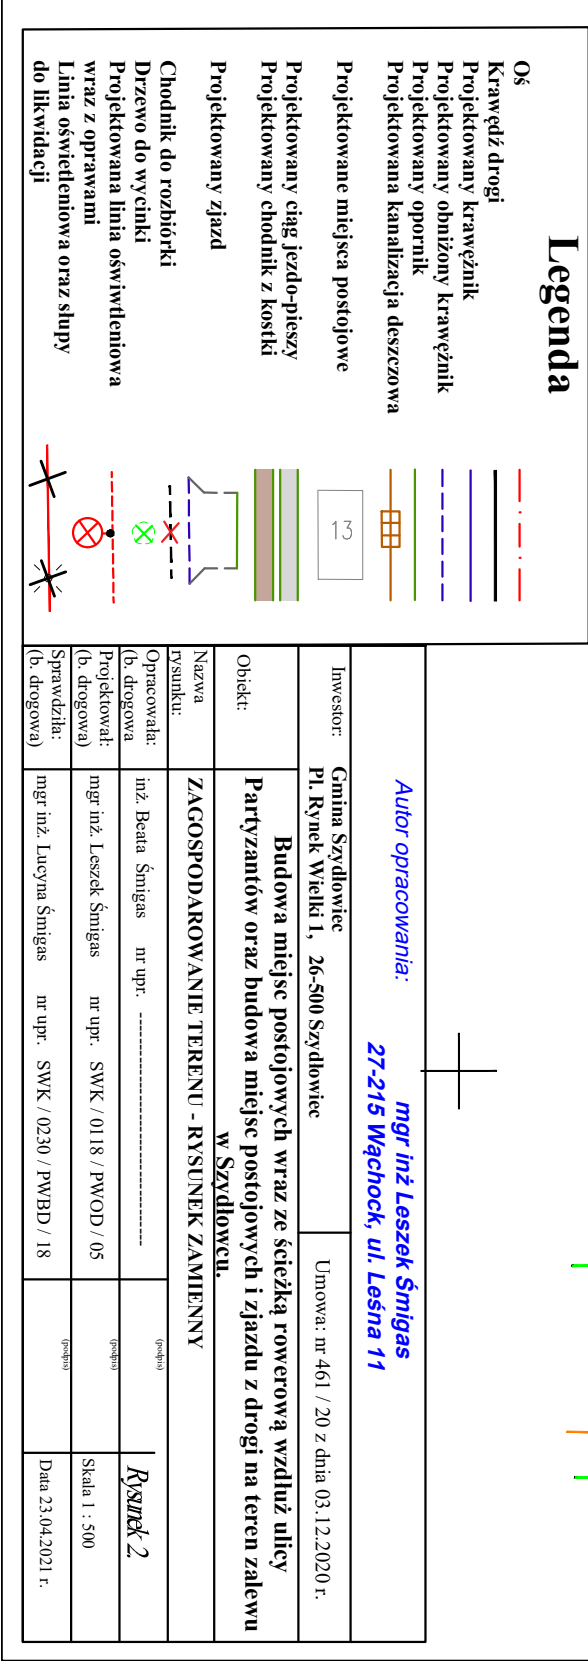 Legenda
Oś
Krawędź drogi
Projektowany krawężnik
Projektowany obniżony krawężnik
Projektowany opornik
Projektowana kanalizacja deszczowa
Projektowane miejsca postojowe
13
Projektowany ciąg jezdo-pieszy
Projektowany chodnik z kostki
Projektowany zjazd
Chodnik do rozbiórki
Drzewo do wycinki
Projektowana linia oświwtleniowa
wraz z oprawami
Linia oświetleniowa oraz słupy
do likwidacji
Autor opracowania: mgr inż Leszek Śmigas
27-215 Wąchock, ul. Leśna 11
Inwestor: Gmina Szydłowiec
Pl. Rynek Wielki 1, 26-500 Szydłowiec
Umowa: nr 461 / 20 z dnia 03.12.2020 r.
Obiekt: Budowa miejsc postojowych wraz ze ścieżką rowerową wzdłuż ulicy
Partyzantów oraz budowa miejsc postojowych i zjazdu z drogi na teren zalewu
w Szydłowcu.
Nazwa
rysunku: ZAGOSPODAROWANIE TERENU - RYSUNEK ZAMIENNY
Opracowała:
(b. drogowa inż. Beata Śmigas nr upr. -----------------------------------
(podpis)
Rysunek 2.
Projektował:
(b. drogowa) mgr inż. Leszek Śmigas nr upr. SWK / 0118 / PWOD / 05
(podpis)
Skala 1 : 500
Sprawdziła:
(b. drogowa) mgr inż. Lucyna Śmigas nr upr. SWK / 0230 / PWBD / 18
(podpis)
Data 23.04.2021 r.